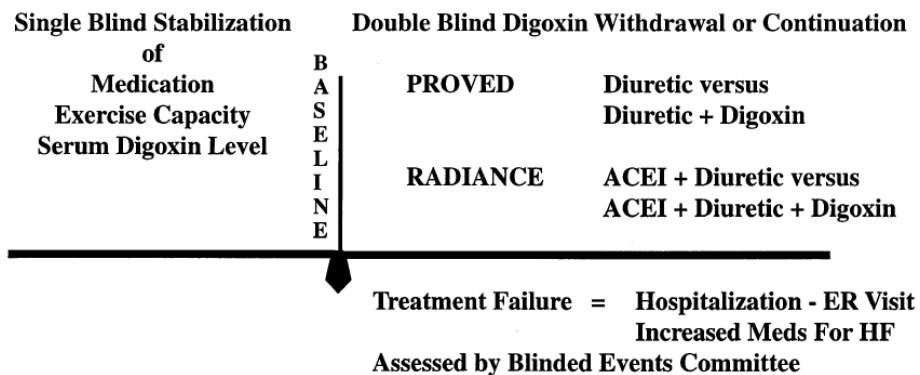 Single Blind Stabilization
of
Medication
Exercise Capacity
Serum Digoxin Level
BASELINE
Double Blind Digoxin Withdrawal or Continuation
PROVED Diuretic versus
Diuretic + Digoxin
RADIANCE ACEI + Diuretic versus
ACEI + Diuretic + Digoxin
Treatment Failure = Hospitalization - ER Visit
Increased Meds For HF
Assessed by Blinded Events Committee